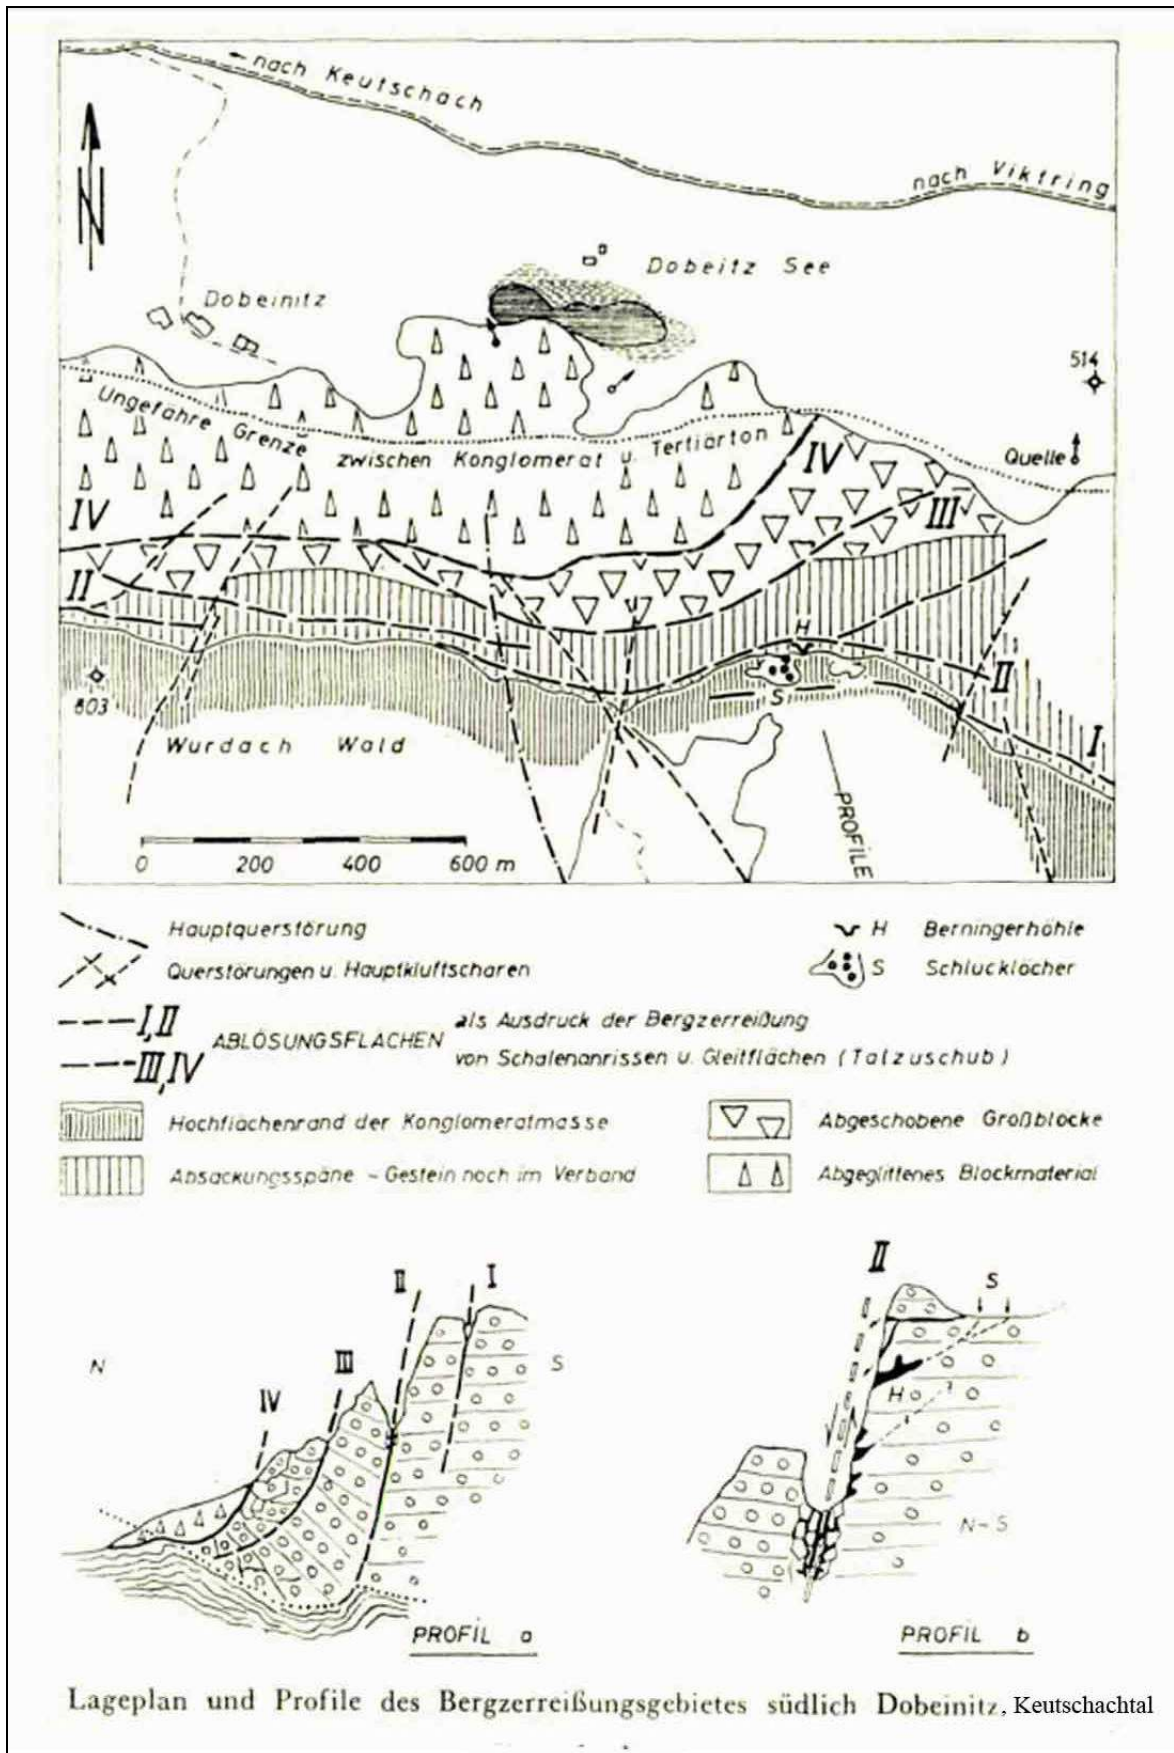 nach Keutschach
nach Viktring
N
Dobeitz See
Dobeinitz
514
Ungefähre Grenze zwischen Konglomerat u. Tertiärton
IV
Quelle
IV
III
II
H
S
II
603
Wurdach Wald
I
PROFILE
0 200 400 600 m
Hauptquerstörung
Querstörungen u. Hauptkluftscharen
H Berningerhöhle
S Schlucklöcher
I, II ABLÖSUNGSFLÄCHEN als Ausdruck der Bergzerreißung
III, IV von Schalenanrissen u. Gleitflächen (Talzuschub)
Hochflächenrand der Konglomeratmasse
Absackungsspäne - Gestein noch im Verband
Abgeschobene Großblöcke
Abgeglittenes Blockmaterial
N
IV
III
II
I
S
PROFIL a
II
S
H
?
N-S
PROFIL b
Lageplan und Profile des Bergzerreißungsgebietes südlich Dobeinitz, Keutschachtal